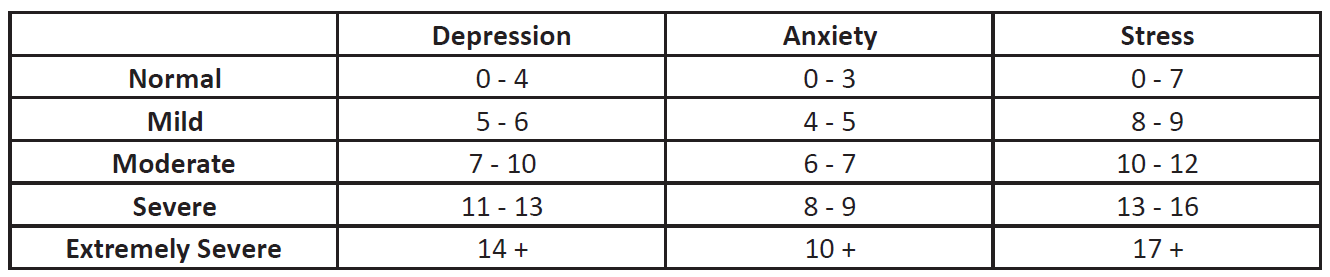 Depression Anxiety Stress
Normal 0 - 4 0 - 3 0 - 7
Mild 5 - 6 4 - 5 8 - 9
Moderate 7 - 10 6 - 7 10 - 12
Severe 11 - 13 8 - 9 13 - 16
Extremely Severe 14 + 10 + 17 +